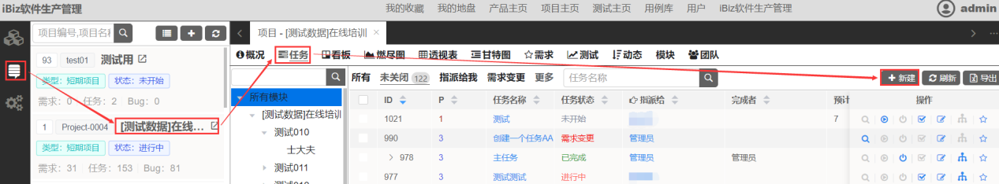 iBiz软件生产管理 我的收藏 我的地盘 产品主页 项目主页 测试主页 用例库 用户 iBiz软件生产管理 admin
项目编号,项目名称 项目 - [测试数据]在线培训
93 test01 测试用
类型：短期项目 状态：未开始
需求：0 任务：2 Bug：0
1 Project-0004 [测试数据]在线...
类型：短期项目 状态：进行中
需求：31 任务：153 Bug：81
概况 任务 看板 燃尽图 透视表 甘特图 需求 测试 动态 模块 团队
所有 未关闭 122 指派给我 需求变更 更多 任务名称 新建 刷新 导出
所有模块
[测试数据]在线培训
测试010
士大夫
测试011
ID P 任务名称 任务状态 指派给 完成者 预计 操作
1021 1 测试 未开始 7
990 3 创建一个任务AA 需求变更 管理员
978 3 主任务 已完成 管理员 管理员
977 3 测试测试 进行中